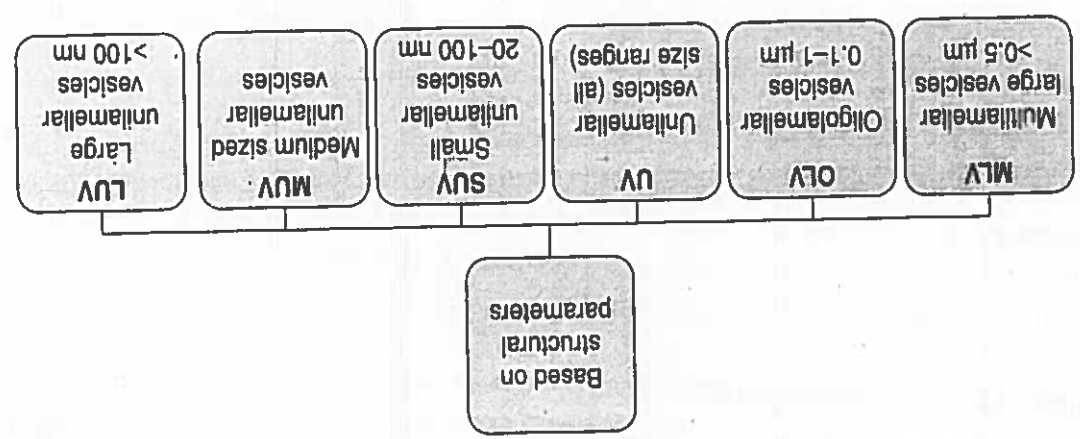 Based on
structural
parameters
MLV
Multilamellar
large vesicles
>0.5 µm
OLV
Oligolamellar
vesicles
0.1–1 µm
UV
Unilamellar
vesicles (all
size ranges)
SUV
Small
unilamellar
vesicles
20–100 nm
MUV
Medium sized
unilamellar
vesicles
LUV
Large
unilamellar
vesicles
>100 nm